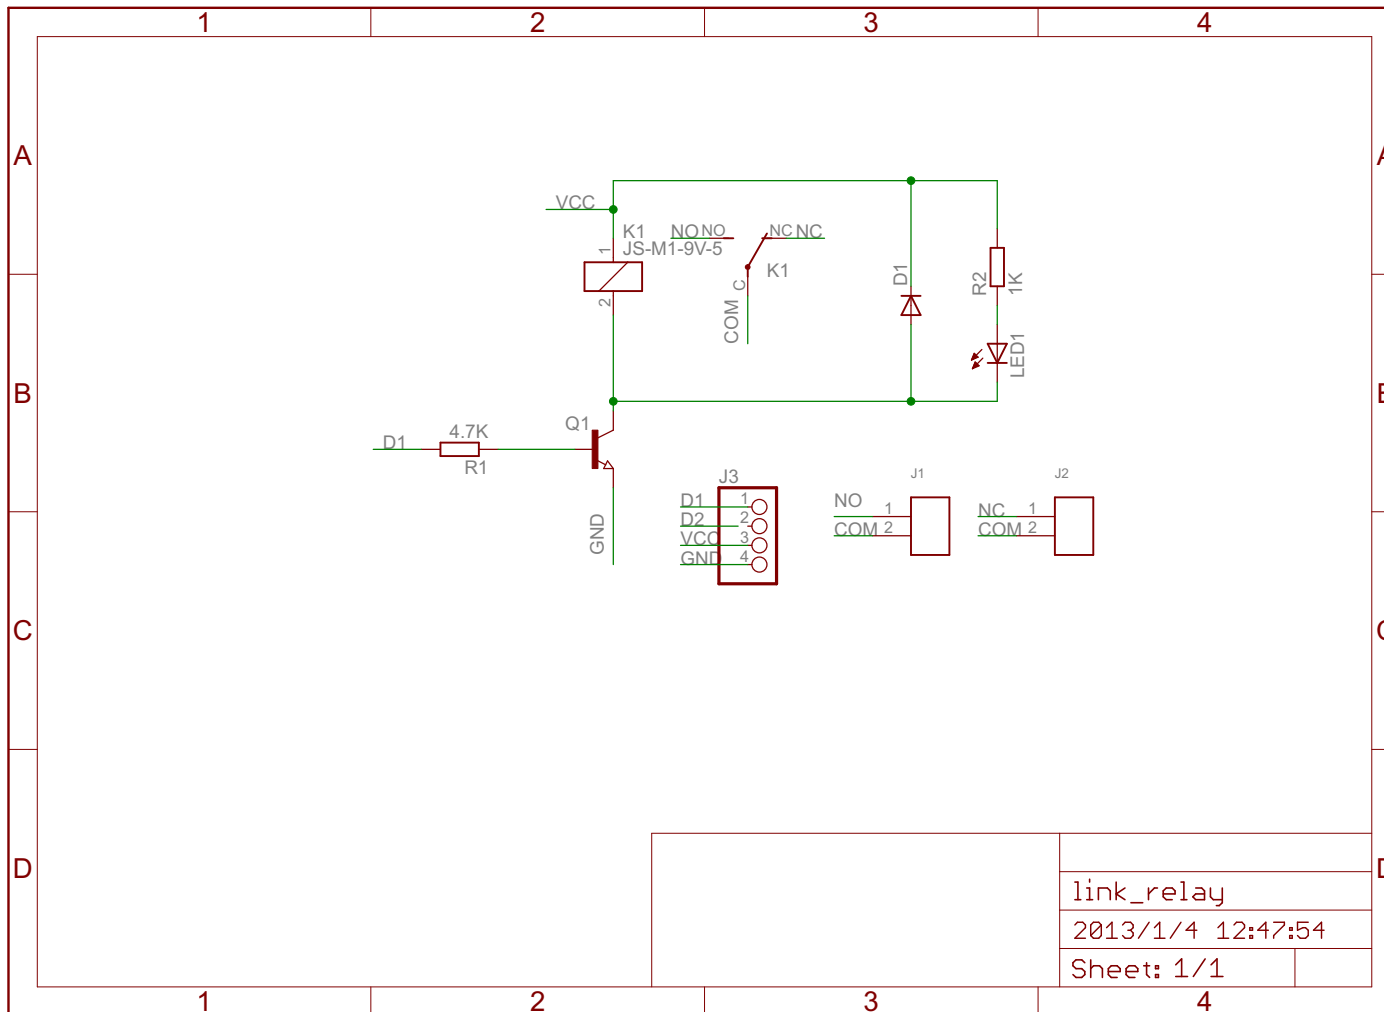 1 2 3 4
A A
VCC
K1
JS-M1-9V-5
1
2
NO NO
NC NC
K1
C
COM
D1
R2
1K
LED1
B B
D1
4.7K
R1
Q1
GND
J3
D1 1
D2 2
VCC 3
GND 4
J1
NO 1
COM 2
J2
NC 1
COM 2
C C
D D
link_relay
2013/1/4 12:47:54
Sheet: 1/1
1 2 3 4